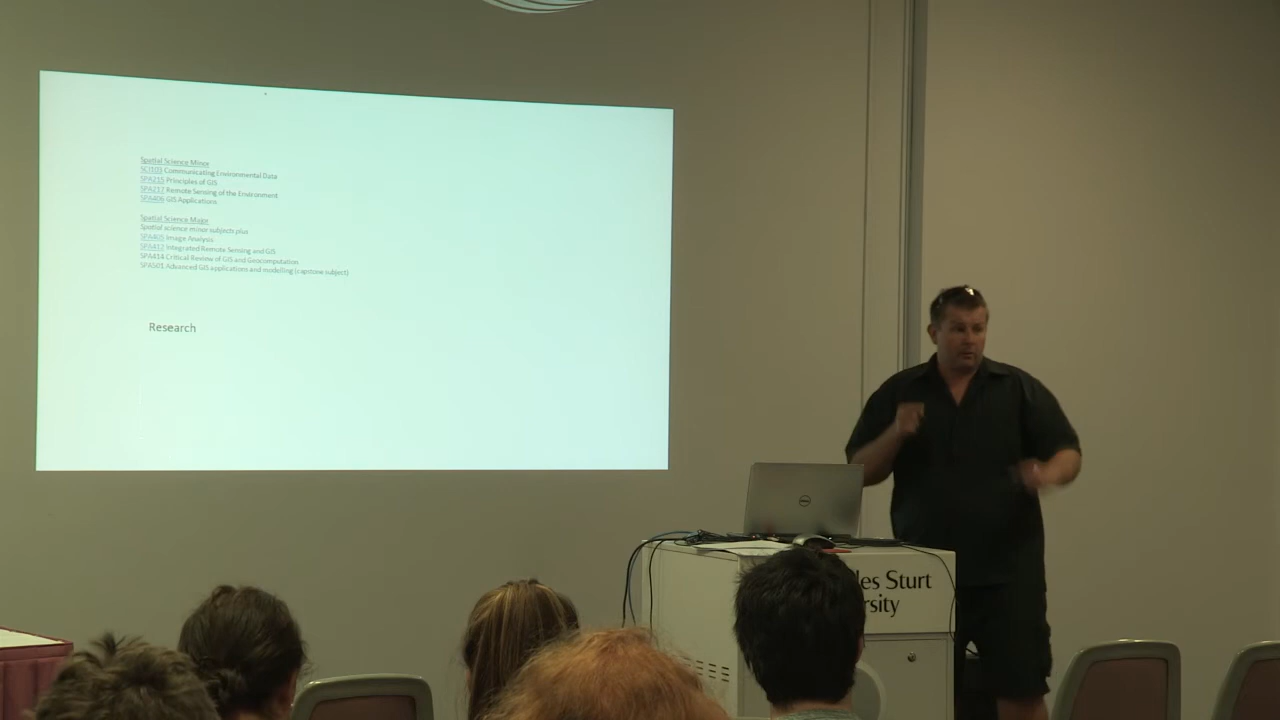 Spatial Science Minor
SCI103 Communicating Environmental Data
SPA215 Principles of GIS
SPA217 Remote Sensing of the Environment
SPA406 GIS Applications
Spatial Science Major
Spatial science minor subjects plus
SPA405 Image Analysis
SPA412 Integrated Remote Sensing and GIS
SPA414 Critical Review of GIS and Geocomputation
SPA501 Advanced GIS applications and modelling (capstone subject)
Research
DELL
les Sturt
rsity